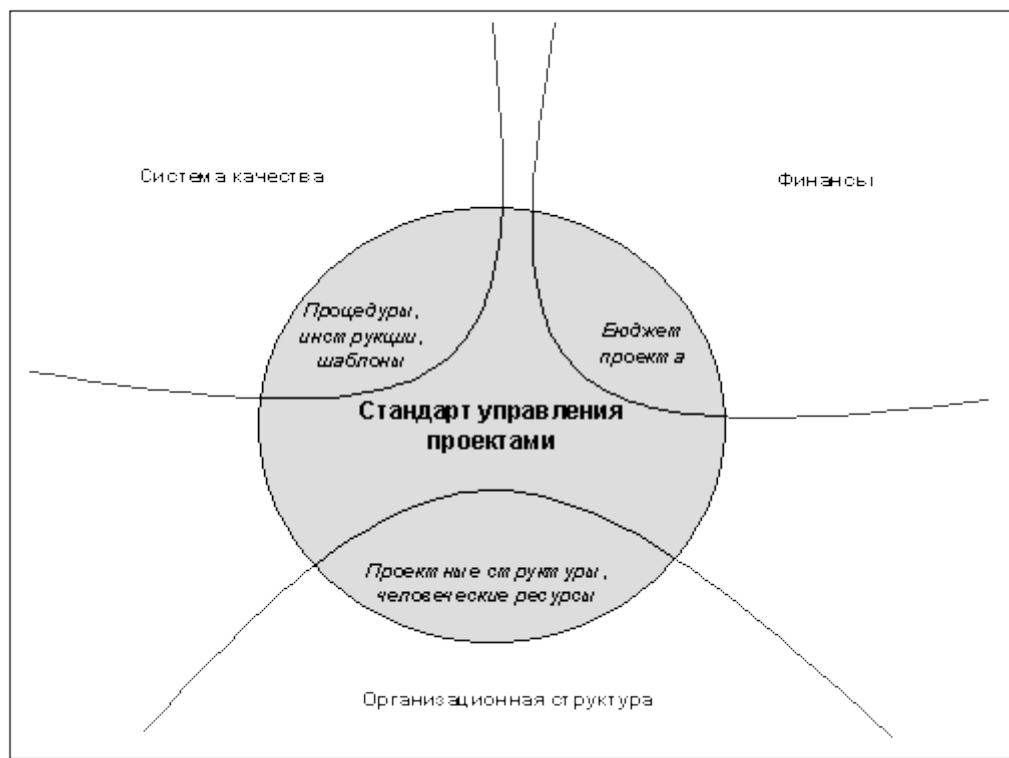 Система качества
Финансы
Процедуры,
инструкции,
шаблоны
Бюджет
проекта
Стандарт управления
проектами
Проектные структуры,
человеческие ресурсы
Организационная структура